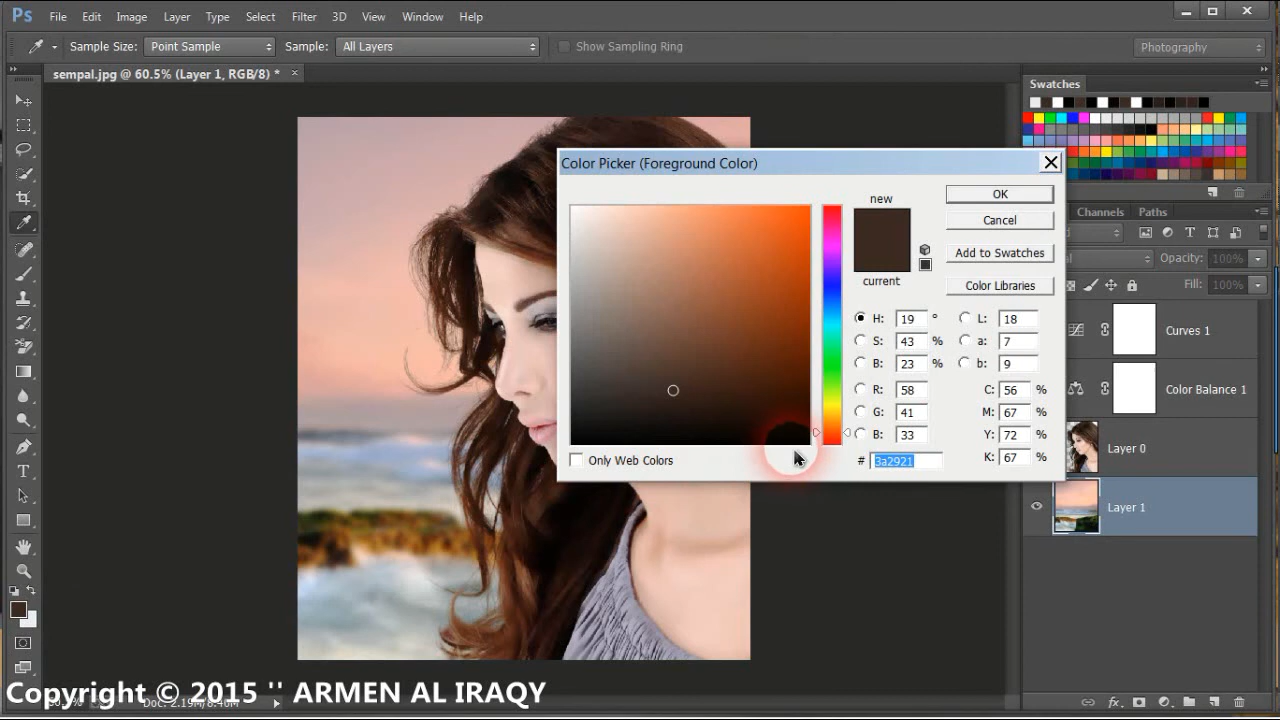 Ps File Edit Image Layer Type Select Filter 3D View Window Help
Sample Size: Point Sample Sample: All Layers Show Sampling Ring Photography
sempal.jpg @ 60.5% (Layer 1, RGB/8) *
Swatches
Color Picker (Foreground Color)
new
current
OK
Cancel
Add to Swatches
Color Libraries
H: 19 ° L: 18
S: 43 % a: 7
B: 23 % b: 9
R: 58 C: 56 %
G: 41 M: 67 %
B: 33 Y: 72 %
# 3a2921 K: 67 %
Only Web Colors
Channels Paths
Opacity: 100%
Fill: 100%
Curves 1
Color Balance 1
Layer 0
Layer 1
Copyright © 2015 '' ARMEN AL IRAQY